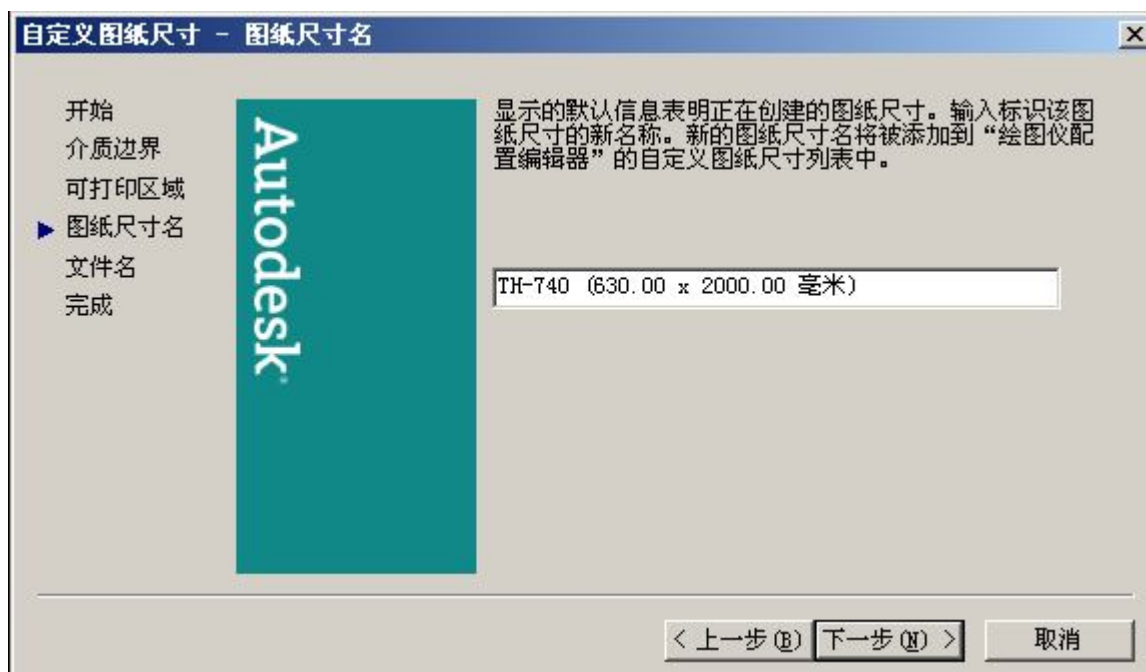 自定义图纸尺寸 - 图纸尺寸名
开始
介质边界
可打印区域
图纸尺寸名
文件名
完成
Autodesk
显示的默认信息表明正在创建的图纸尺寸。输入标识该图
纸尺寸的新名称。新的图纸尺寸名将被添加到“绘图仪配
置编辑器”的自定义图纸尺寸列表中。
TH-740 (630.00 x 2000.00 毫米)
< 上一步(B)
下一步(N) >
取消